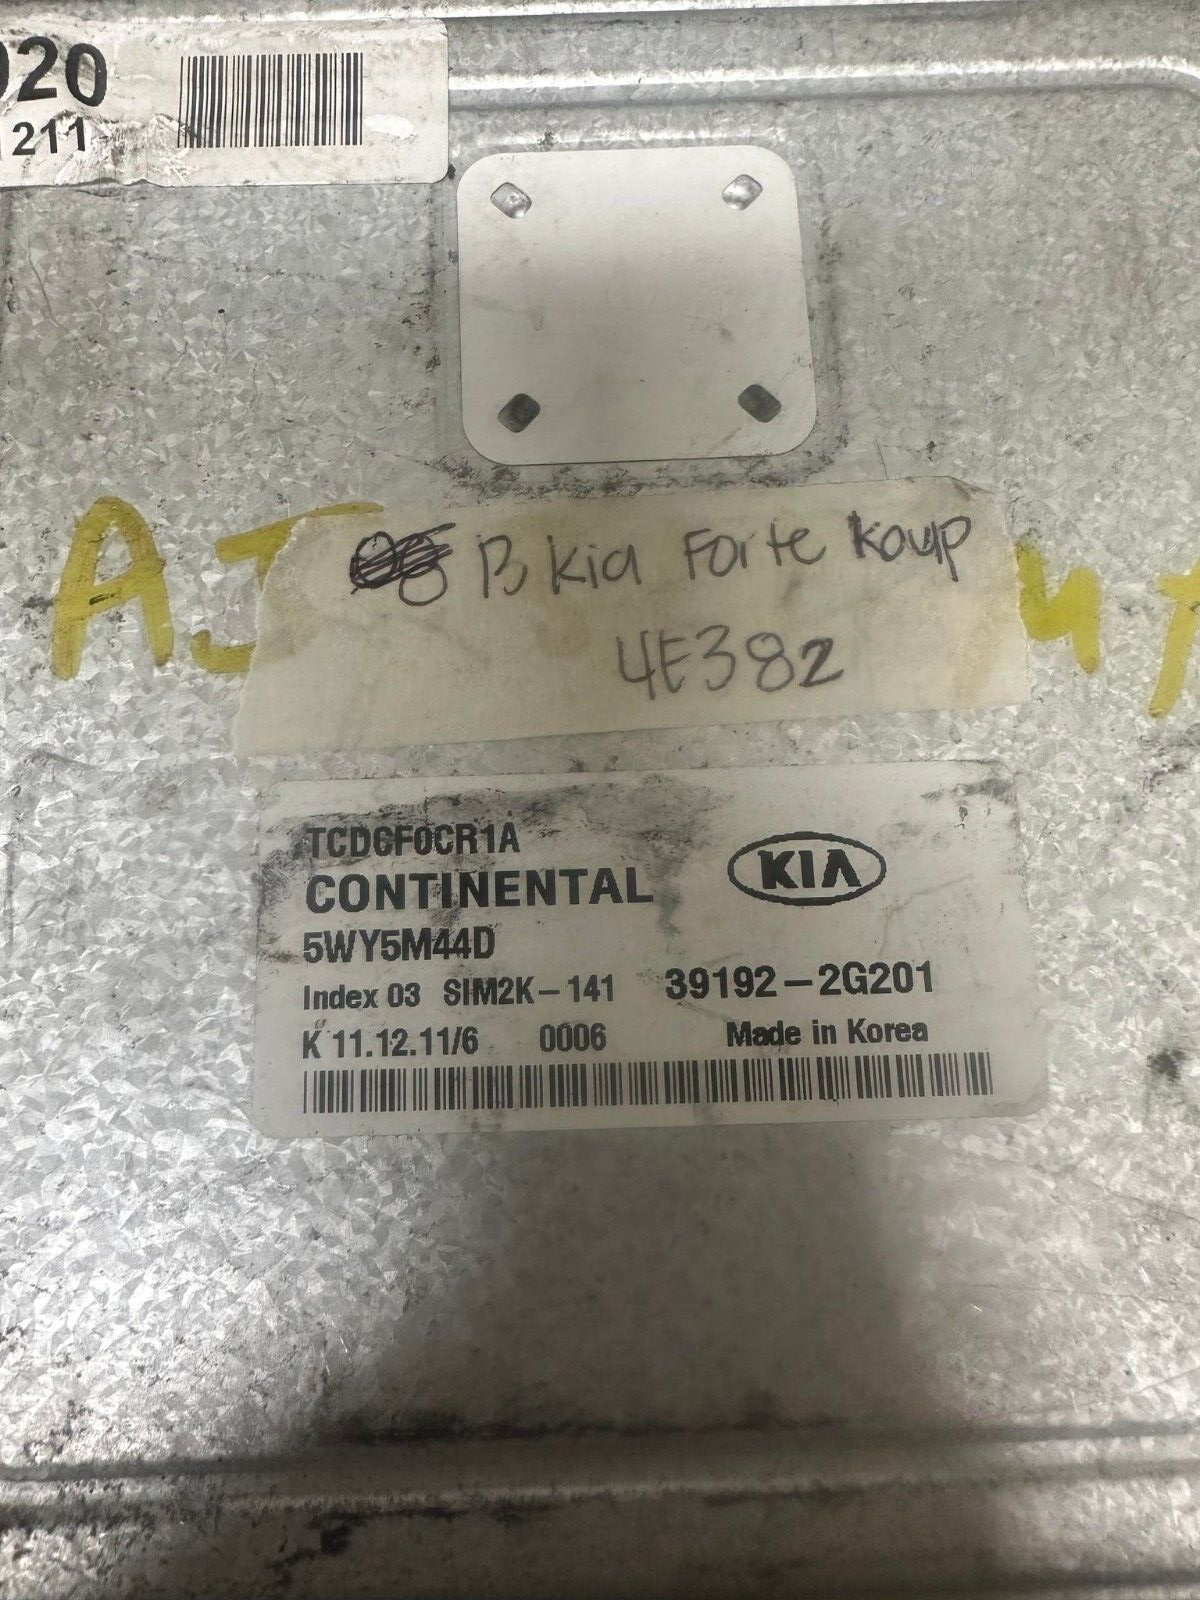 020
211
AJ
13 Kia Forte Koup
4E382
TCDGF0CR1A
CONTINENTAL
KIA
5WY5M44D
Index 03 SIM2K-141 39192-2G201
K 11.12.11/6 0006 Made in Korea